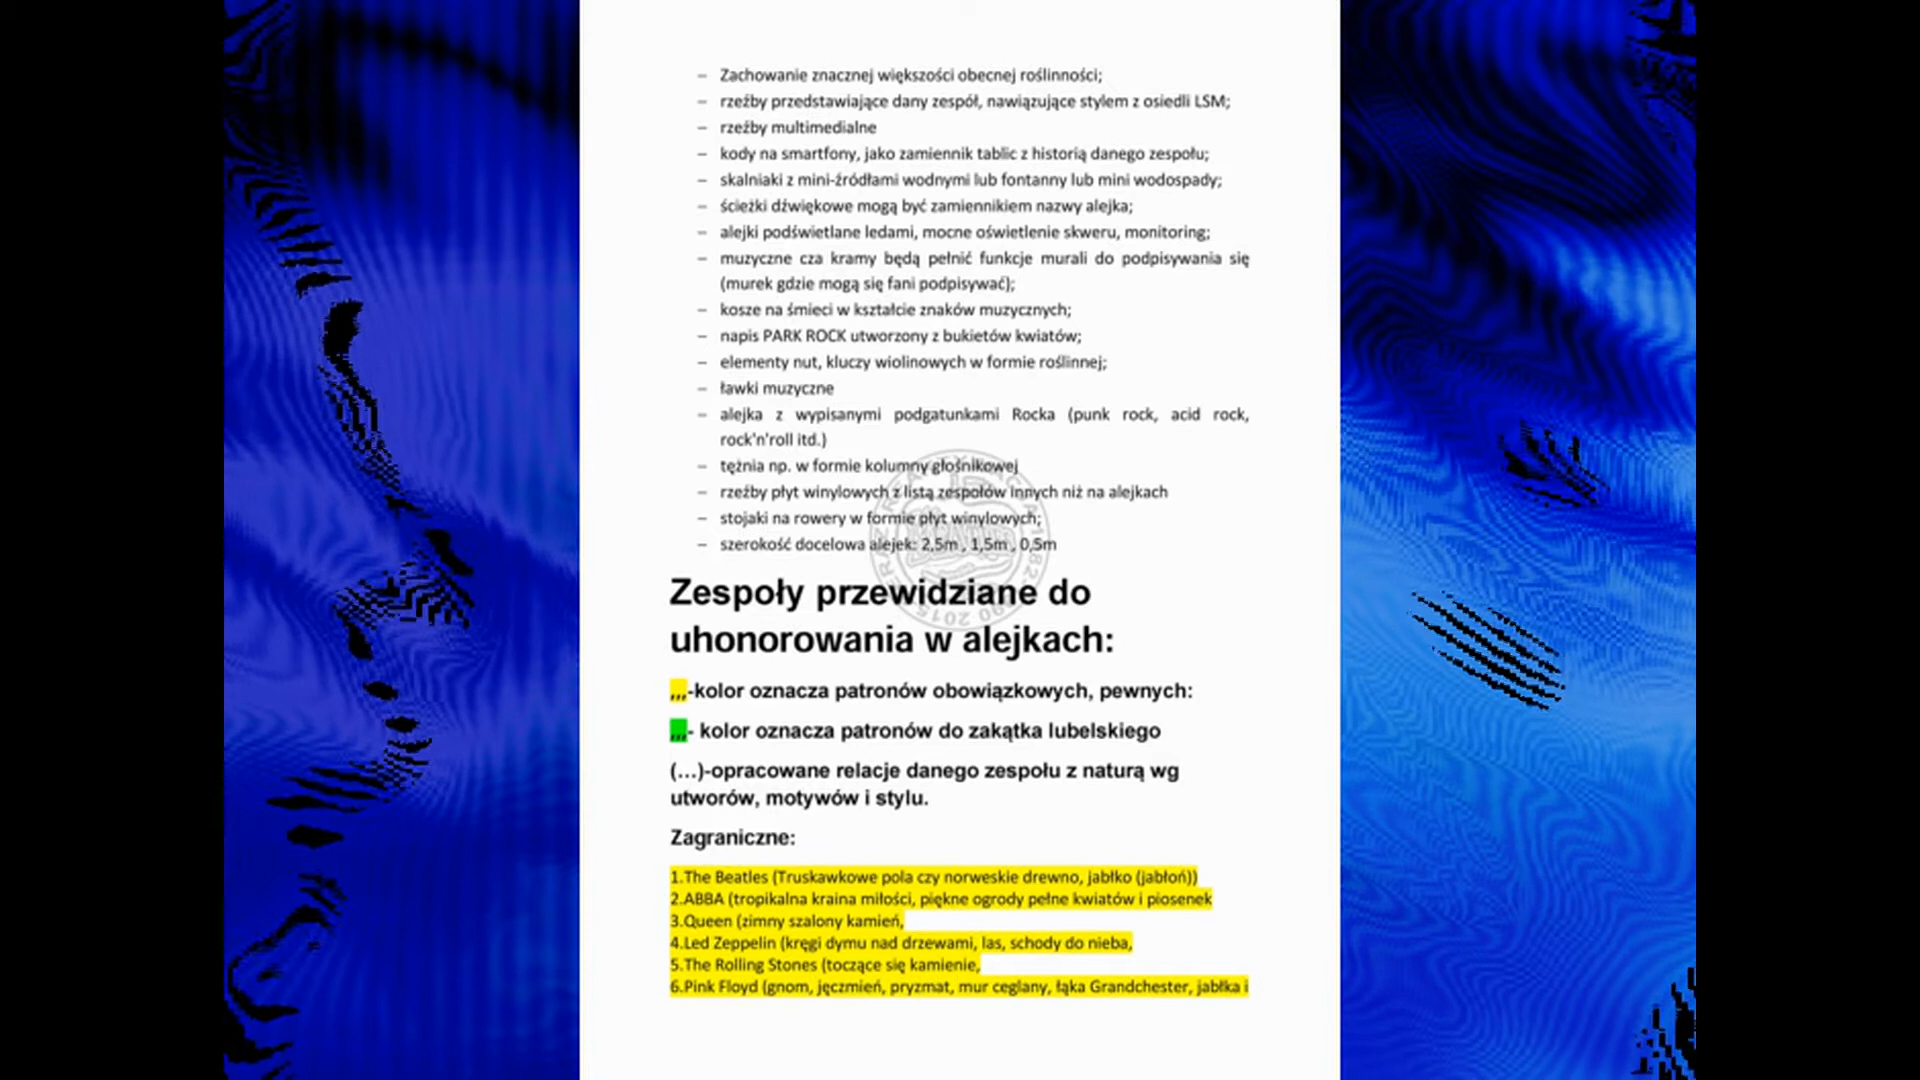 – Zachowanie znacznej większości obecnej roślinności;
– rzeźby przedstawiające dany zespół, nawiązujące stylem z osiedli LSM;
– rzeźby multimedialne
– kody na smartfony, jako zamiennik tablic z historią danego zespołu;
– skalniaki z mini-źródłami wodnymi lub fontanny lub mini wodospady;
– ścieżki dźwiękowe mogą być zamiennikiem nazwy alejka;
– alejki podświetlane ledami, mocne oświetlenie skweru, monitoring;
– muzyczne cza kramy będą pełnić funkcje murali do podpisywania się
(murek gdzie mogą się fani podpisywać);
– kosze na śmieci w kształcie znaków muzycznych;
– napis PARK ROCK utworzony z bukietów kwiatów;
– elementy nut, kluczy wiolinowych w formie roślinnej;
– ławki muzyczne
– alejka z wypisanymi podgatunkami Rocka (punk rock, acid rock,
rock'n'roll itd.)
– tężnia np. w formie kolumny głośnikowej
– rzeźby płyt winylowych z listą zespołów innych niż na alejkach
– stojaki na rowery w formie płyt winylowych;
– szerokość docelowa alejek: 2,5m , 1,5m , 0,5m
Zespoły przewidziane do
uhonorowania w alejkach:
,,,-kolor oznacza patronów obowiązkowych, pewnych:
,,,- kolor oznacza patronów do zakątka lubelskiego
(...)-opracowane relacje danego zespołu z naturą wg
utworów, motywów i stylu.
Zagraniczne:
1.The Beatles (Truskawkowe pola czy norweskie drewno, jabłko (jabłoń))
2.ABBA (tropikalna kraina miłości, piękne ogrody pełne kwiatów i piosenek
3.Queen (zimny szalony kamień,
4.Led Zeppelin (kręgi dymu nad drzewami, las, schody do nieba,
5.The Rolling Stones (toczące się kamienie,
6.Pink Floyd (gnom, jęczmień, pryzmat, mur ceglany, łąka Grandchester, jabłka i